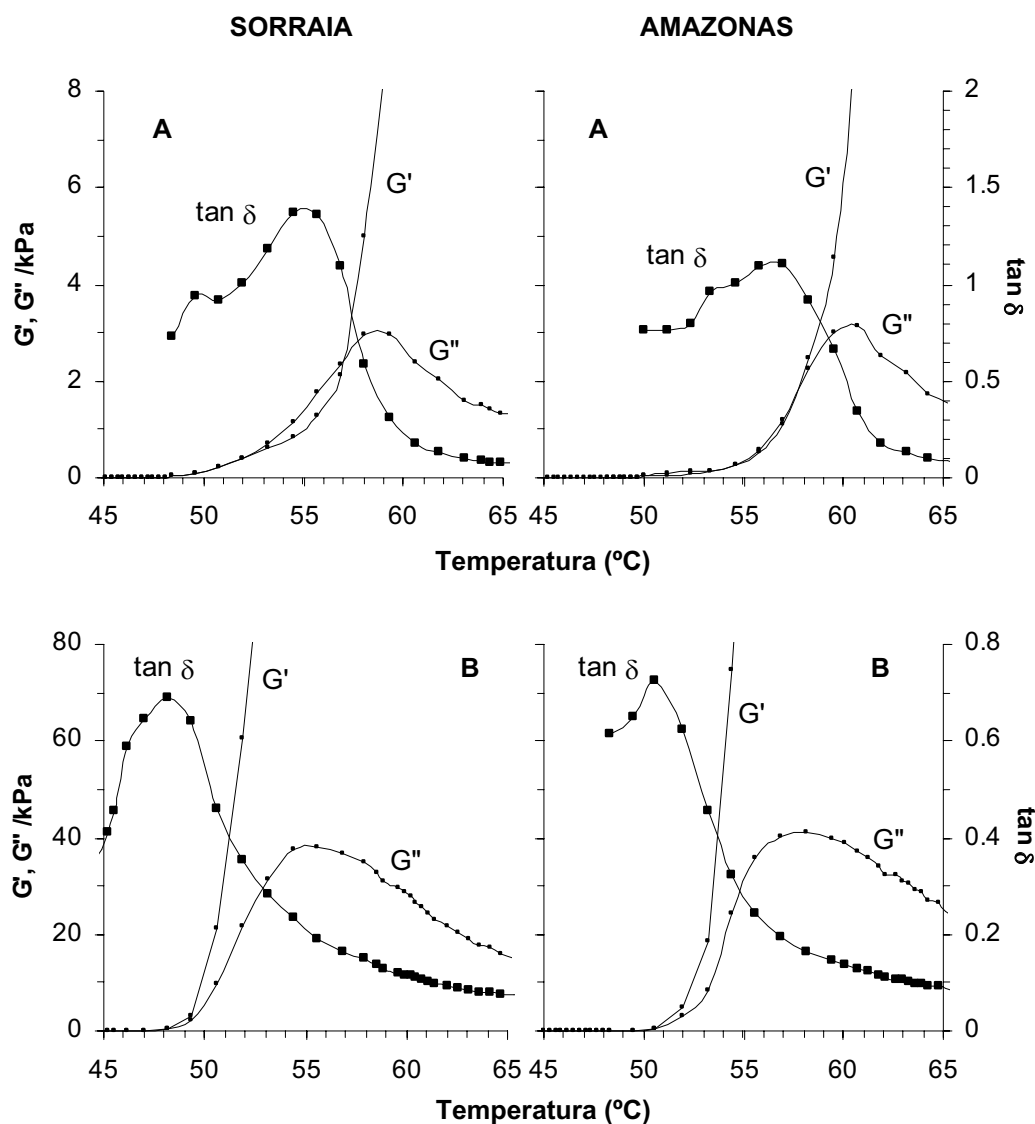 SORRAIA AMAZONAS
8 2
A A
6 G' G' 1.5
tan δ tan δ
4 1
G', G" /kPa tan δ
G" G"
2 0.5
0 0
45 50 55 60 65 45 50 55 60 65
Temperatura (ºC)
80 0.8
tan δ G' B tan δ G' B
60 0.6
G', G" /kPa tan δ
40 0.4
G" G"
20 0.2
0 0
45 50 55 60 65 45 50 55 60 65
Temperatura (ºC)